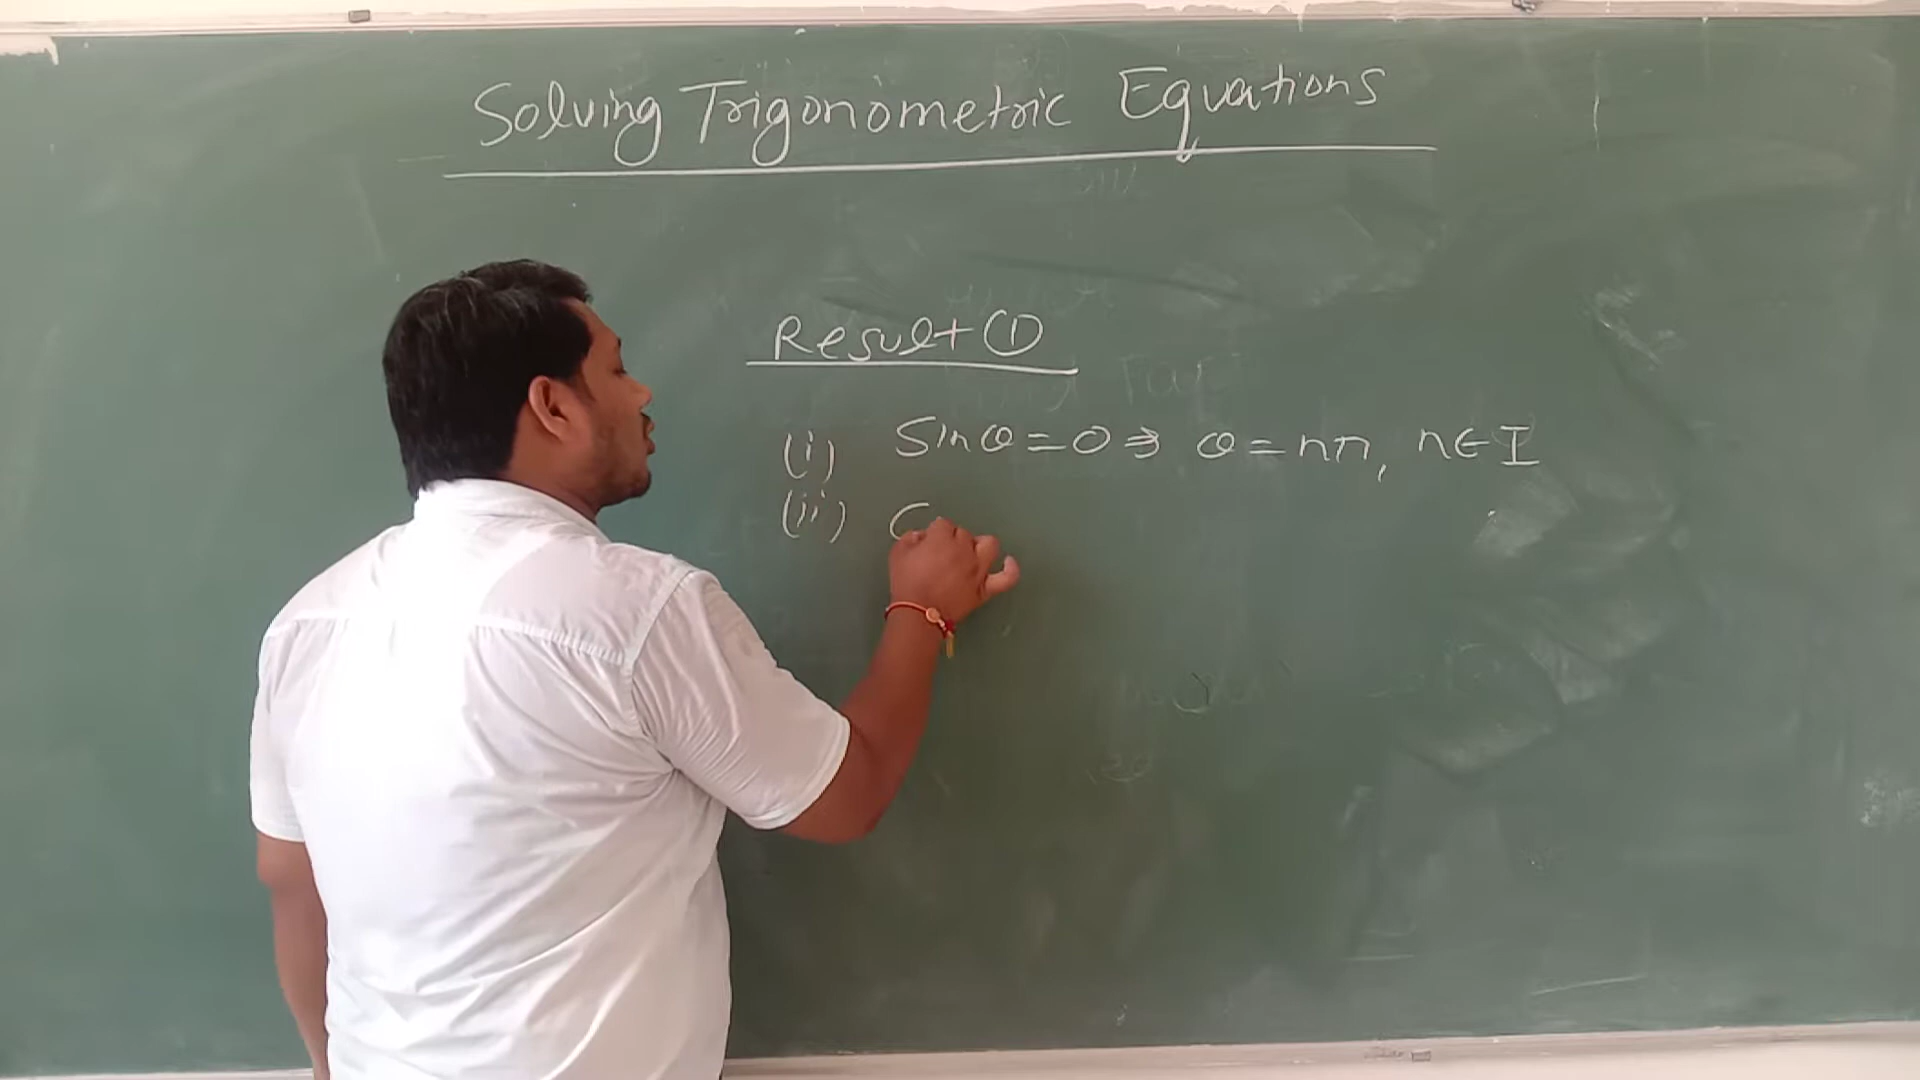 Solving Trigonometric Equations
Result ①
(i) Sinθ = 0 ⇒ θ = nπ, n ∈ I
(ii) C